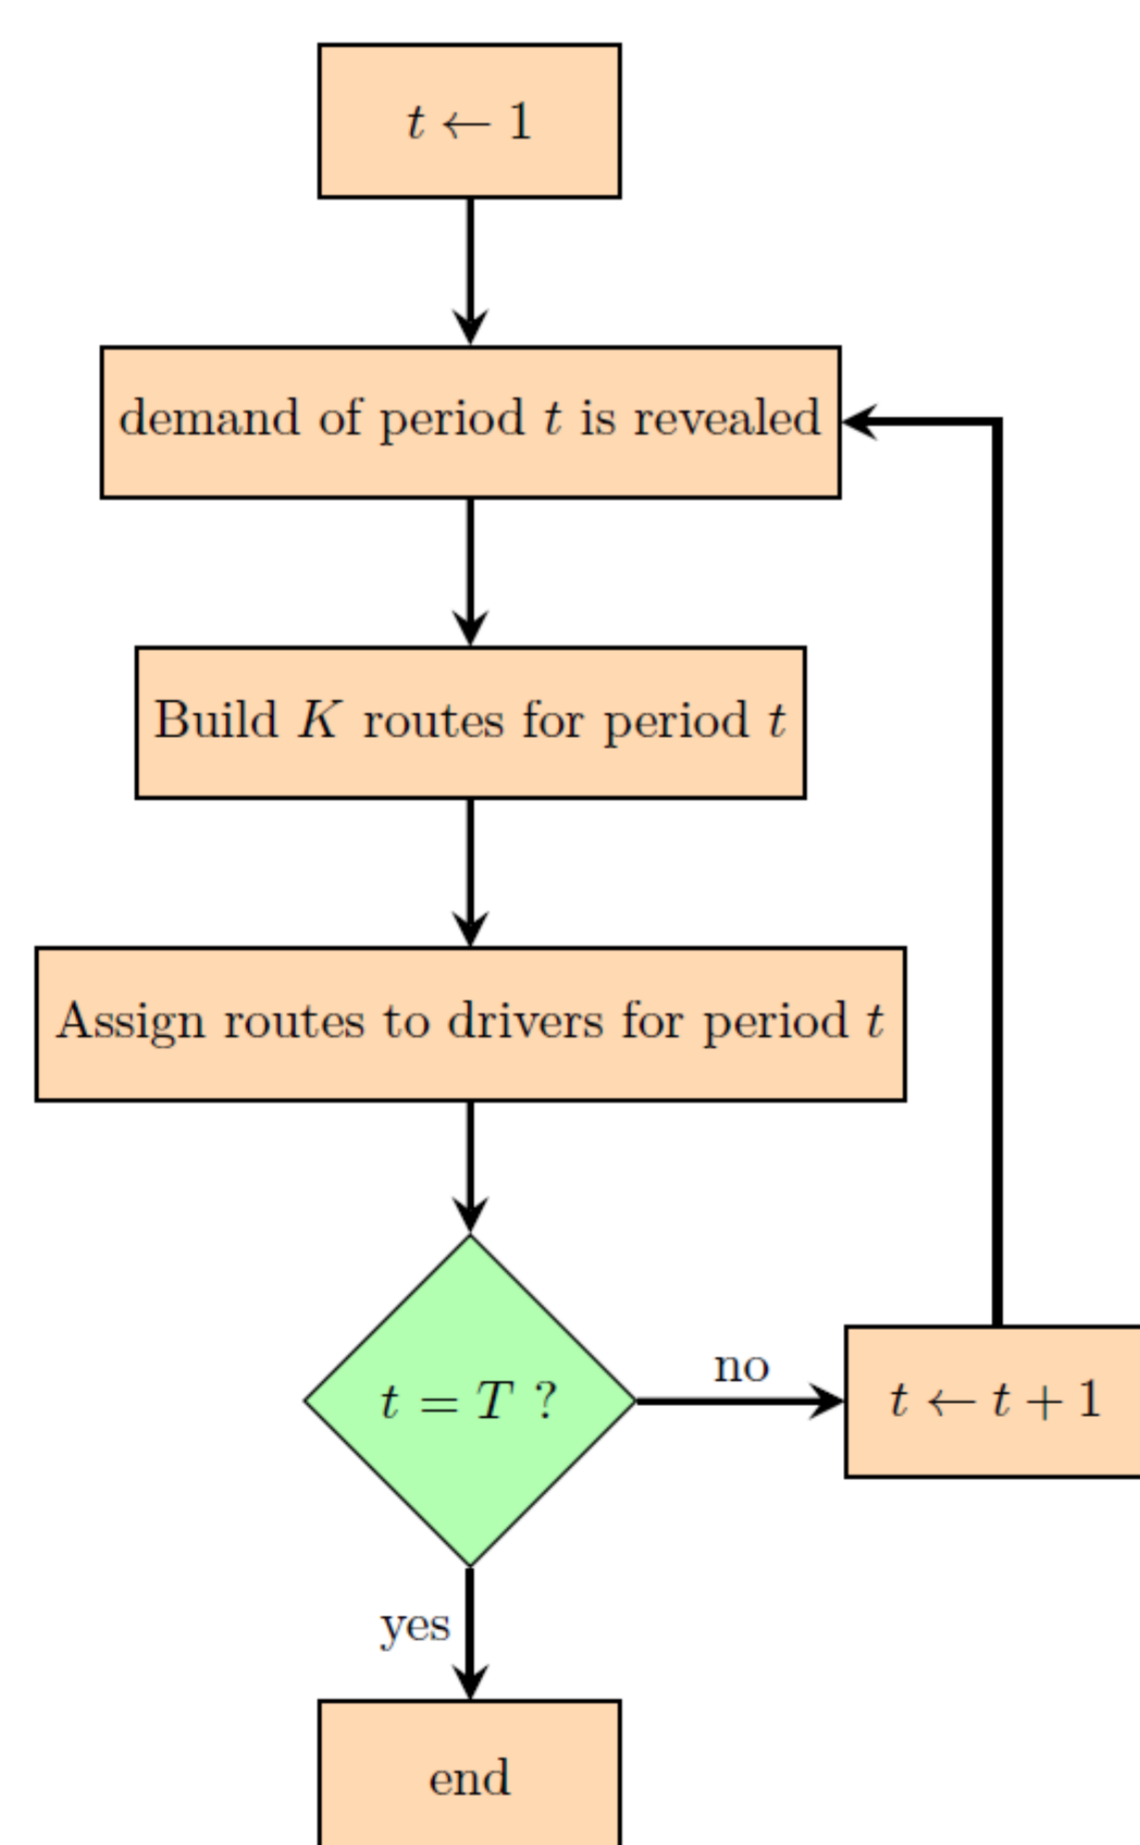 t ← 1
demand of period t is revealed
Build K routes for period t
Assign routes to drivers for period t
t = T ?
no
t ← t + 1
yes
end